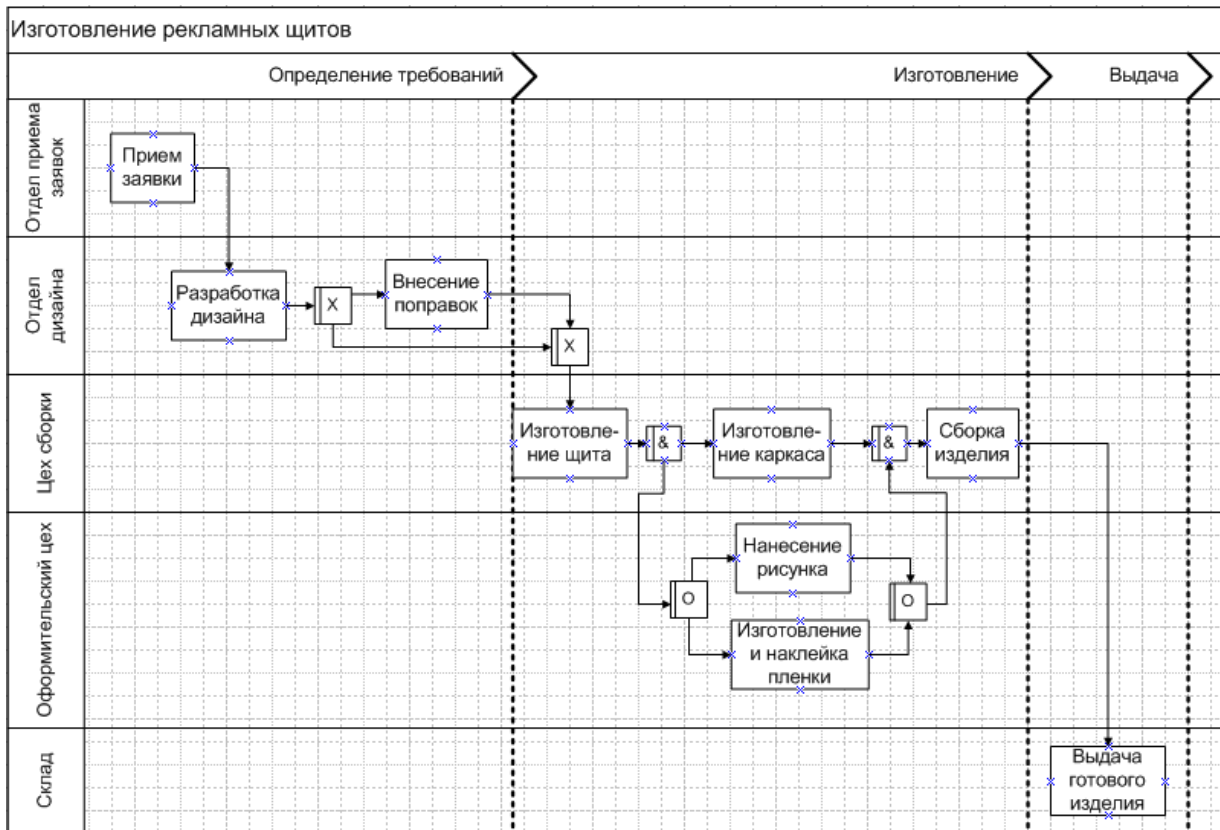 Изготовление рекламных щитов
Определение требований
Изготовление
Выдача
Отдел приема
заявок
Прием
заявки
Отдел
дизайна
Разработка
дизайна
X
Внесение
поправок
X
Цех сборки
Изготовле-
ние щита
&
Изготовле-
ние каркаса
&
Сборка
изделия
Оформительский цех
Нанесение
рисунка
O
O
Изготовление
и наклейка
пленки
Склад
Выдача
готового
изделия